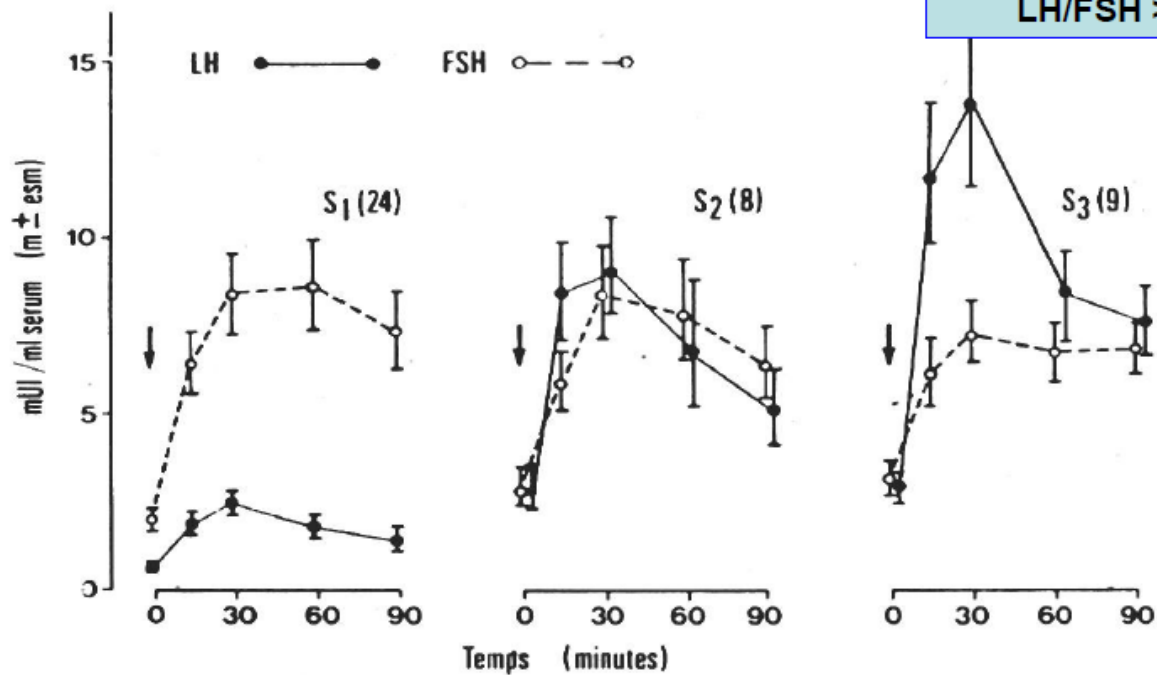 LH/FSH >
LH FSH
15
10
5
0
mUI/ml serum (m ± esm)
S1 (24)
S2 (8)
S3 (9)
0 30 60 90
0 30 60 90
0 30 60 90
Temps (minutes)